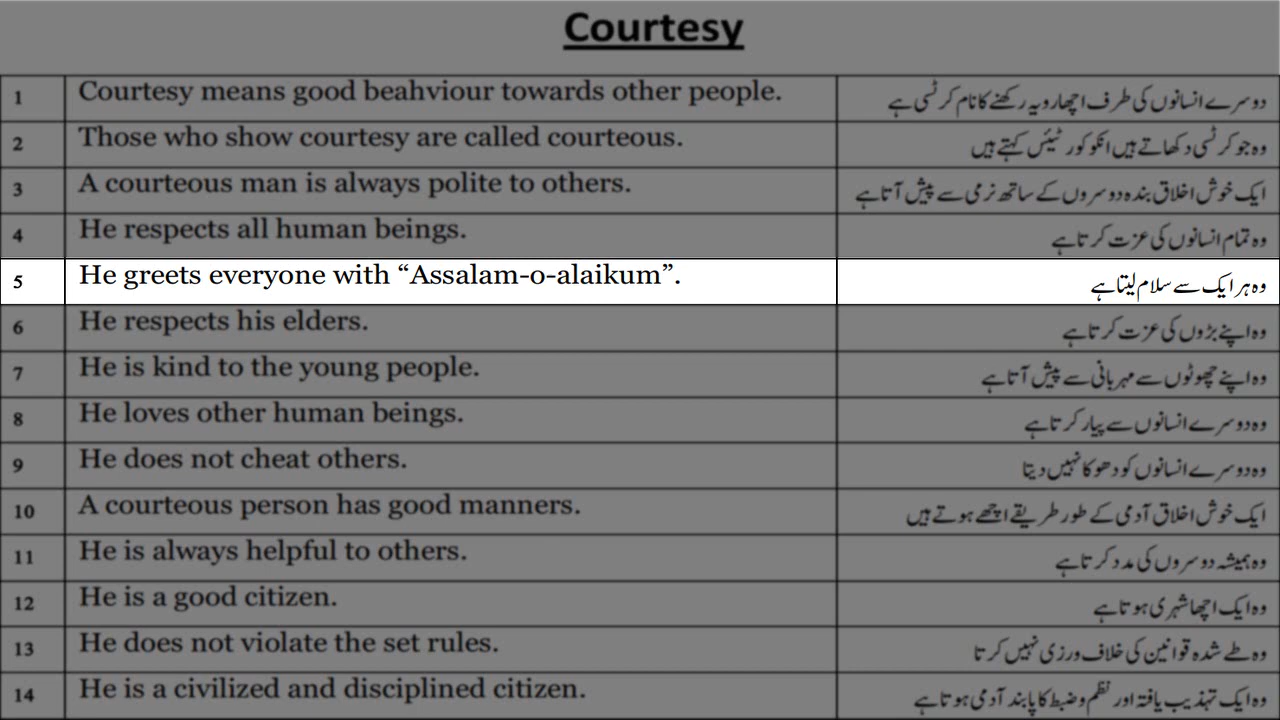 Courtesy
1 Courtesy means good beahviour towards other people. دوسرے انسانوں کی طرف اچھا رویہ رکھنے کا نام کرٹسی ہے
2 Those who show courtesy are called courteous. وہ جو کرٹسی دکھاتے ہیں انکو کورٹیئس کہتے ہیں
3 A courteous man is always polite to others. ایک خوش اخلاق بندہ دوسروں کے ساتھ نرمی سے پیش آتا ہے
4 He respects all human beings. وہ تمام انسانوں کی عزت کرتا ہے
5 He greets everyone with “Assalam-o-alaikum”. وہ ہر ایک سے سلام لیتا ہے
6 He respects his elders. وہ اپنے بڑوں کی عزت کرتا ہے
7 He is kind to the young people. وہ اپنے چھوٹوں سے مہربانی سے پیش آتا ہے
8 He loves other human beings. وہ دوسرے انسانوں سے پیار کرتا ہے
9 He does not cheat others. وہ دوسرے انسانوں کو دھوکا نہیں دیتا
10 A courteous person has good manners. ایک خوش اخلاق آدمی کے طور طریقے اچھے ہوتے ہیں
11 He is always helpful to others. وہ ہمیشہ دوسروں کی مدد کرتا ہے
12 He is a good citizen. وہ ایک اچھا شہری ہوتا ہے
13 He does not violate the set rules. وہ طے شدہ قوانین کی خلاف ورزی نہیں کرتا
14 He is a civilized and disciplined citizen. وہ ایک تہذیب یافتہ اور نظم و ضبط کا پابند آدمی ہوتا ہے